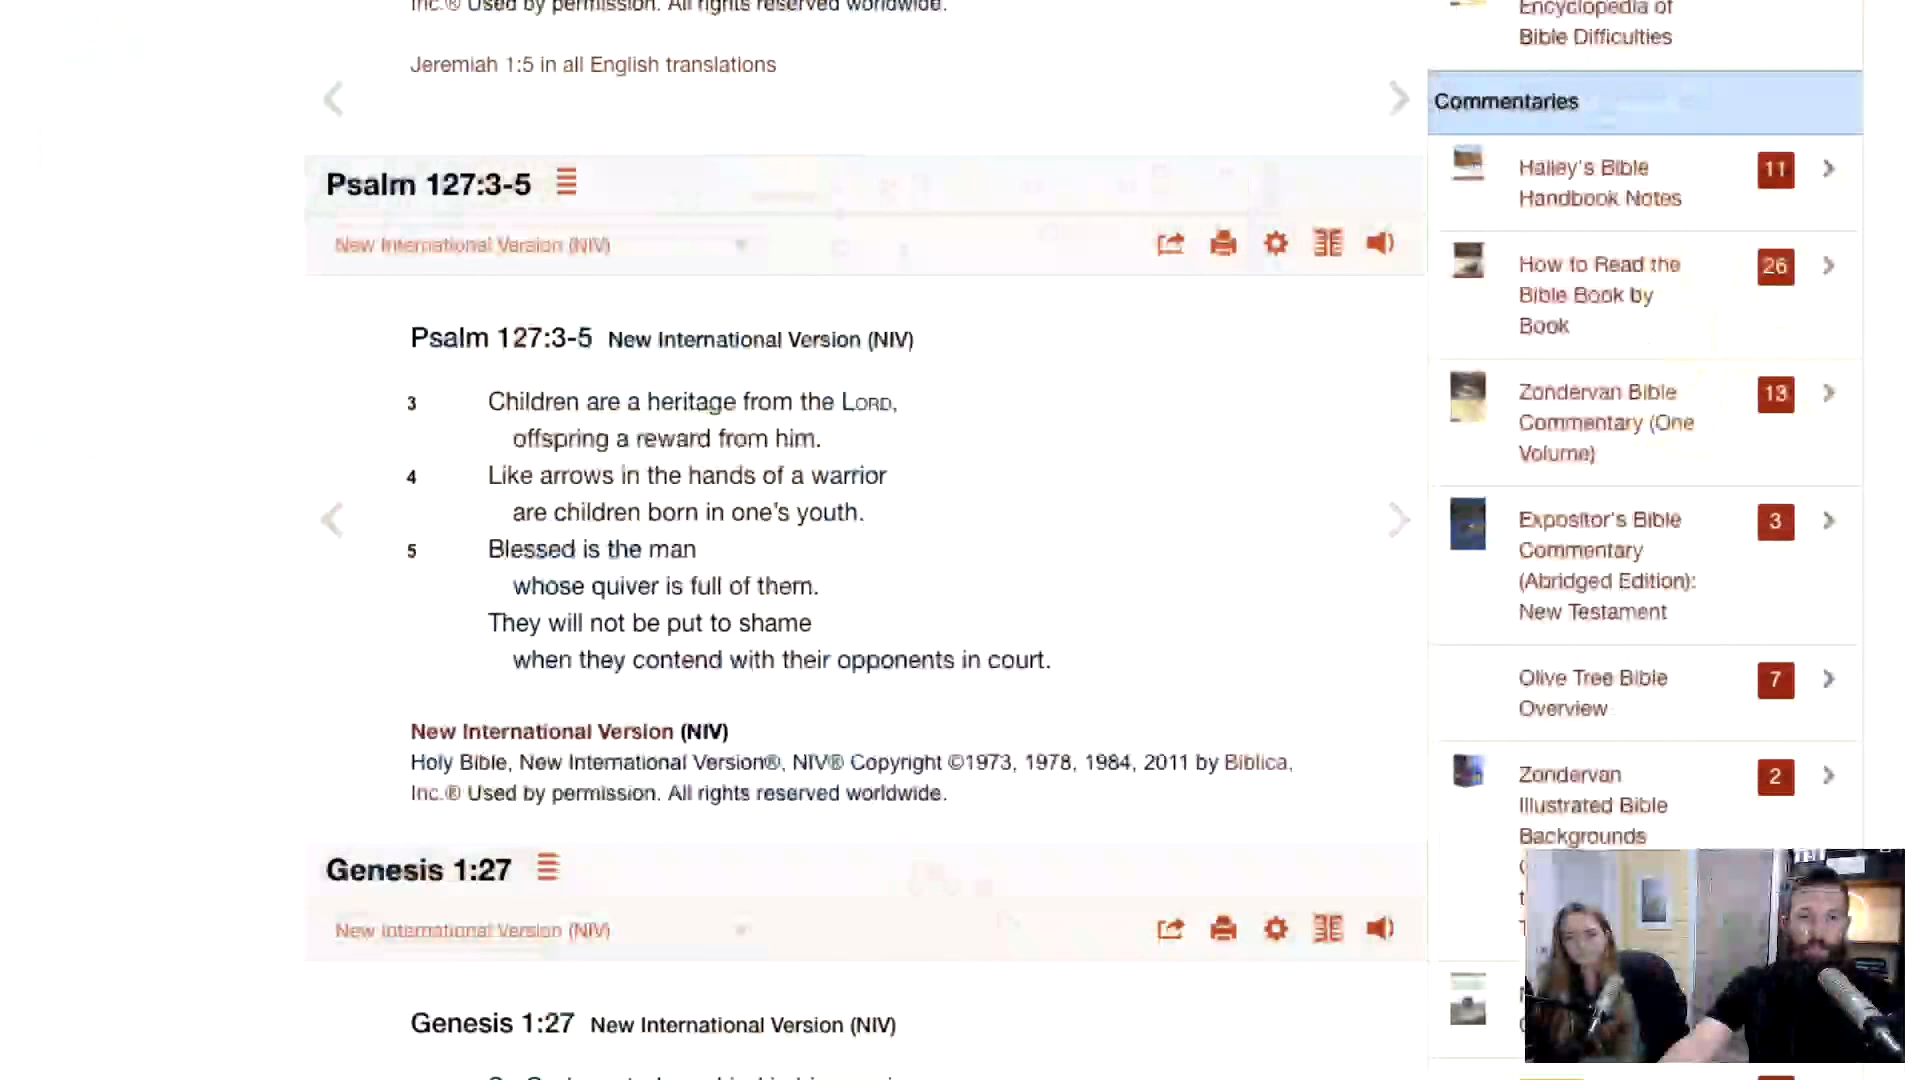 Inc.® Used by permission. All rights reserved worldwide.
Jeremiah 1:5 in all English translations
Psalm 127:3-5
New International Version (NIV)
Psalm 127:3-5 New International Version (NIV)
3 Children are a heritage from the LORD,
offspring a reward from him.
4 Like arrows in the hands of a warrior
are children born in one's youth.
5 Blessed is the man
whose quiver is full of them.
They will not be put to shame
when they contend with their opponents in court.
New International Version (NIV)
Holy Bible, New International Version®, NIV® Copyright ©1973, 1978, 1984, 2011 by Biblica,
Inc.® Used by permission. All rights reserved worldwide.
Genesis 1:27
New International Version (NIV)
Genesis 1:27 New International Version (NIV)
Encyclopedia of
Bible Difficulties
Commentaries
Halley's Bible 11
Handbook Notes
How to Read the 26
Bible Book by
Book
Zondervan Bible 13
Commentary (One
Volume)
Expositor's Bible 3
Commentary
(Abridged Edition):
New Testament
Olive Tree Bible 7
Overview
Zondervan 2
Illustrated Bible
Backgrounds